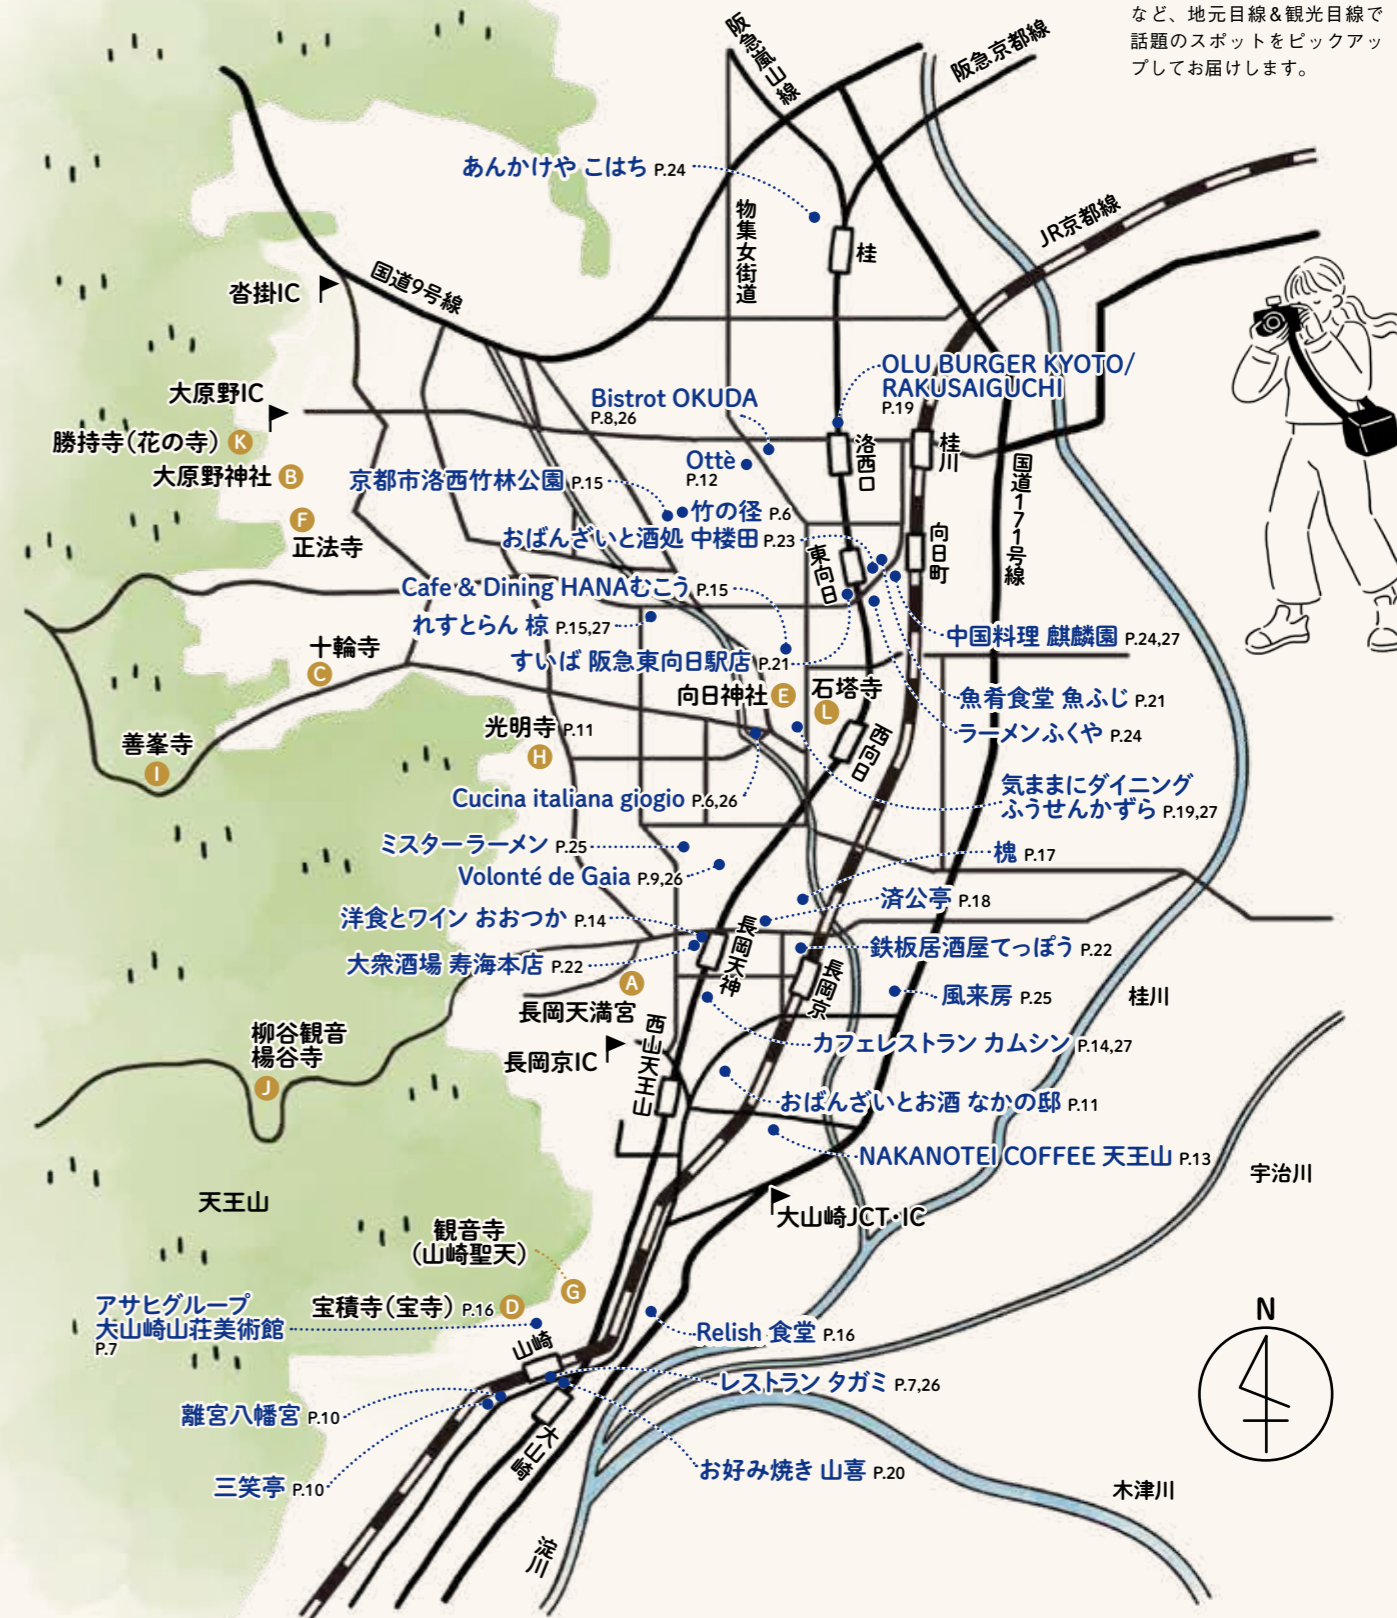 など、地元目線&観光目線で
話題のスポットをピックアッ
プしてお届けします。
阪急嵐山線
阪急京都線
あんかけや こはち P.24
物集女街道
桂
JR京都線
沓掛IC
国道9号線
OLU BURGER KYOTO/
RAKUSAIGUCHI
P.19
大原野IC
Bistrot OKUDA
P.8,26
勝持寺（花の寺） K
洛西口
桂川
国道171号線
Ottè
P.12
大原野神社 B
京都市洛西竹林公園 P.15
竹の径 P.6
F
正法寺
おばんざいと酒処 中楼田 P.23
東向日
向日町
Cafe & Dining HANAむこう P.15
れすとらん 椋 P.15,27
中国料理 麒麟園 P.24,27
十輪寺
C
すいば 阪急東向日駅店 P.21
向日神社 E
石塔寺
L
魚肴食堂 魚ふじ P.21
光明寺 P.11
H
西向日
ラーメンふくや P.24
善峯寺
I
気ままにダイニング
ふうせんかずら P.19,27
Cucina italiana giogio P.6,26
ミスターラーメン P.25
槐 P.17
Volonté de Gaia P.9,26
済公亭 P.18
洋食とワイン おおつか P.14
長岡天神
鉄板居酒屋てっぽう P.22
大衆酒場 寿海本店 P.22
長岡京
A
長岡天満宮
風来房 P.25
桂川
西山天王山
柳谷観音
楊谷寺
J
長岡京IC
カフェレストラン カムシン P.14,27
おばんざいとお酒 なかの邸 P.11
NAKANOTEI COFFEE 天王山 P.13
宇治川
天王山
大山崎JCT・IC
観音寺
（山崎聖天）
G
アサヒグループ
大山崎山荘美術館
P.7
宝積寺（宝寺） P.16 D
山崎
Relish 食堂 P.16
N
レストラン タガミ P.7,26
離宮八幡宮 P.10
大山崎
お好み焼き 山喜 P.20
三笑亭 P.10
木津川
淀川